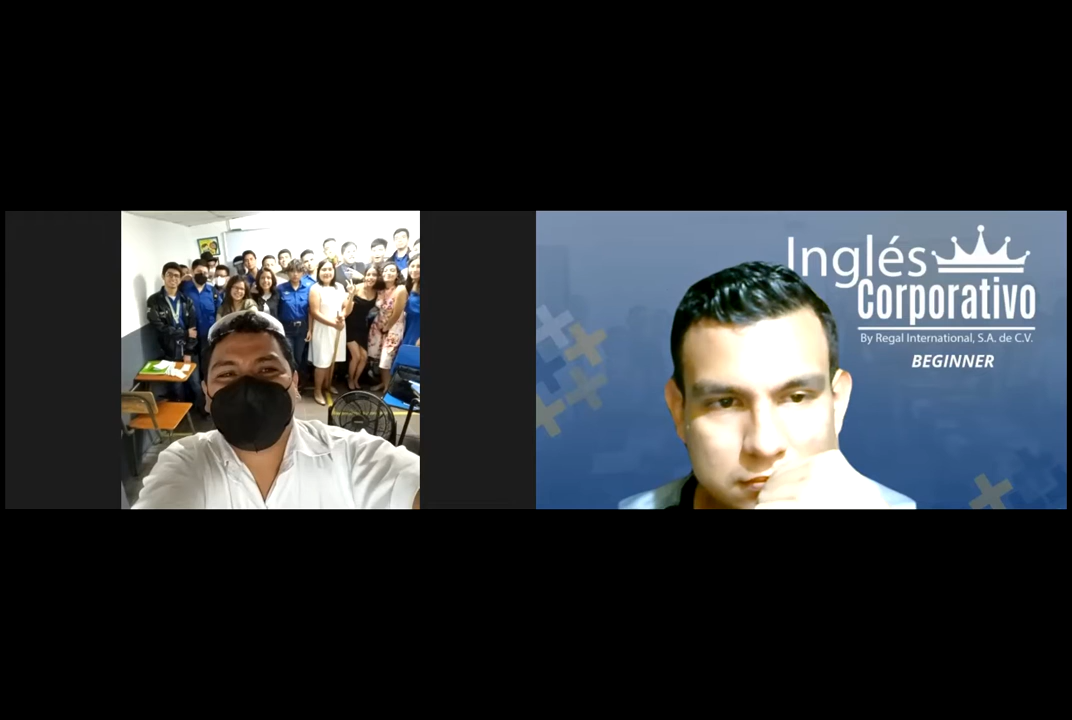 Inglés
Corporativo
By Regal International, S.A. de C.V.
BEGINNER